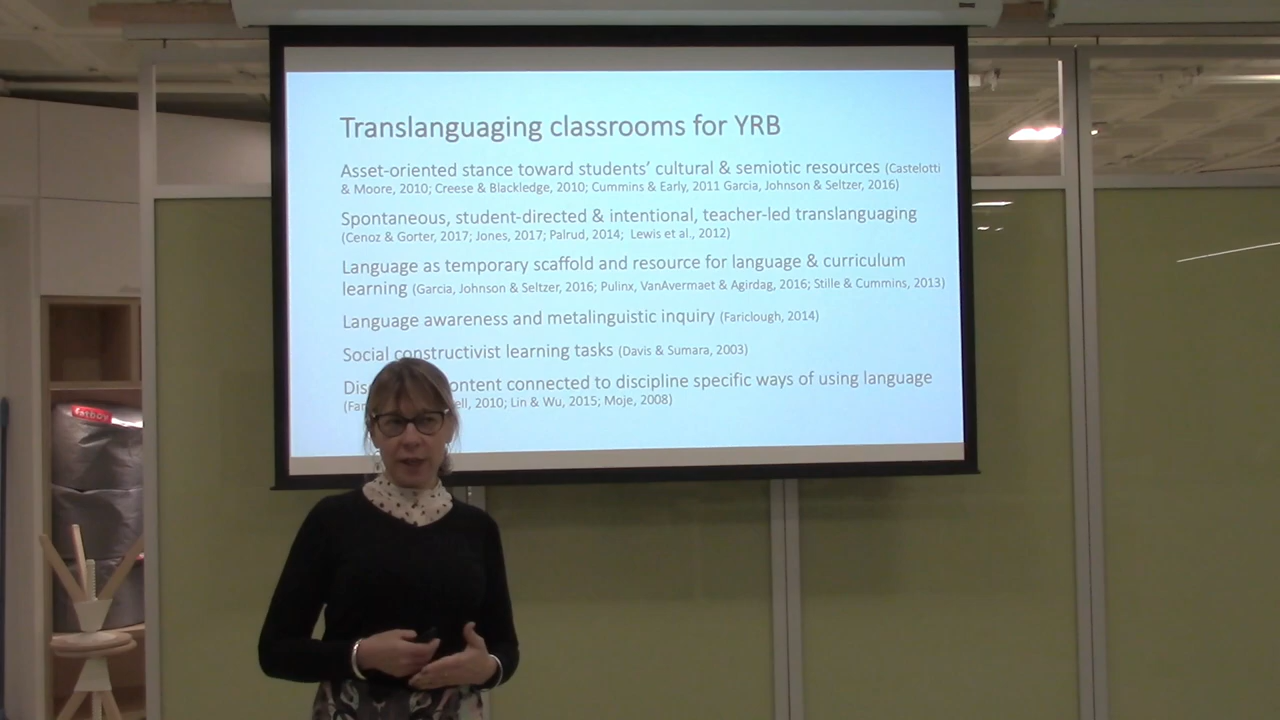 Translanguaging classrooms for YRB
Asset-oriented stance toward students’ cultural & semiotic resources (Castelotti
& Moore, 2010; Creese & Blackledge, 2010; Cummins & Early, 2011 Garcia, Johnson & Seltzer, 2016)
Spontaneous, student-directed & intentional, teacher-led translanguaging
(Cenoz & Gorter, 2017; Jones, 2017; Palrud, 2014; Lewis et al., 2012)
Language as temporary scaffold and resource for language & curriculum
learning (Garcia, Johnson & Seltzer, 2016; Pulinx, VanAvermaet & Agirdag, 2016; Stille & Cummins, 2013)
Language awareness and metalinguistic inquiry (Fariclough, 2014)
Social constructivist learning tasks (Davis & Sumara, 2003)
connected to discipline specific ways of using language
2010; Lin & Wu, 2015; Moje, 2008)
fatboy